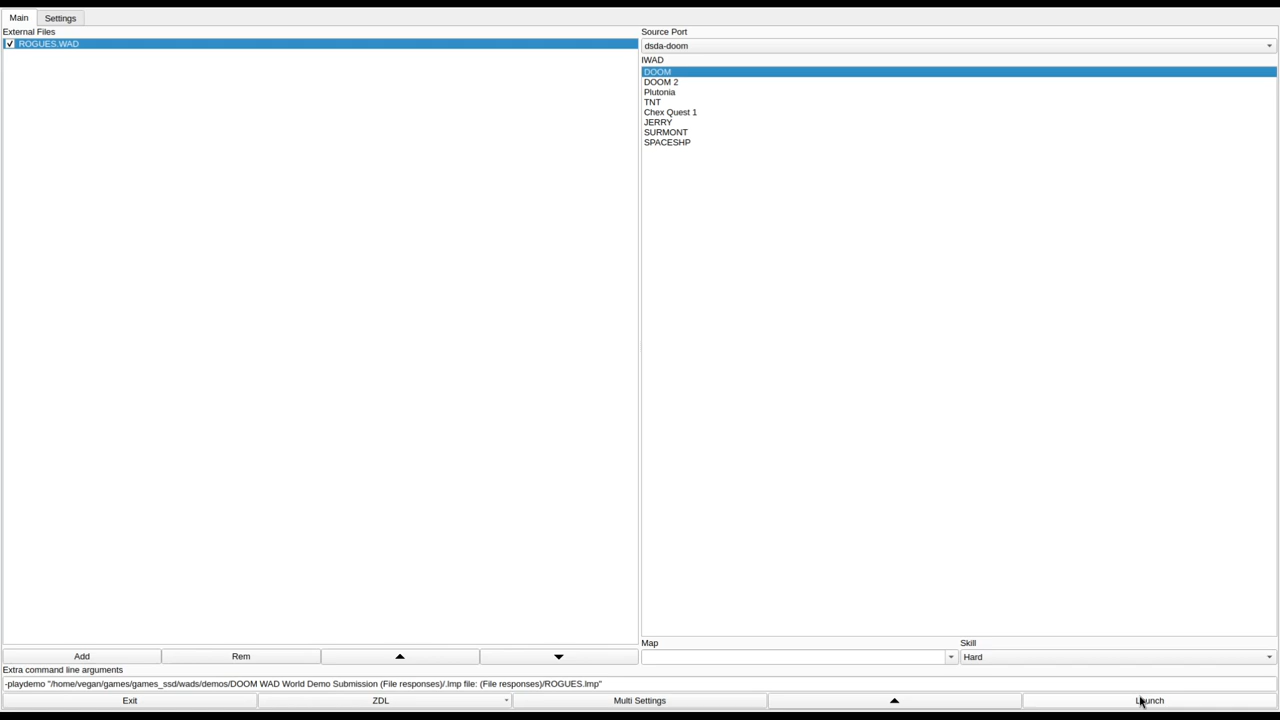 Main Settings
External Files
ROGUES.WAD
Source Port
dsda-doom
IWAD
DOOM
DOOM 2
Plutonia
TNT
Chex Quest 1
JERRY
SURMONT
SPACESHP
Map Skill
Hard
Add Rem
Extra command line arguments
-playdemo "/home/vegan/games/games_ssd/wads/demos/DOOM WAD World Demo Submission (File responses)/.lmp file: (File responses)/ROGUES.lmp"
Exit ZDL Multi Settings Launch